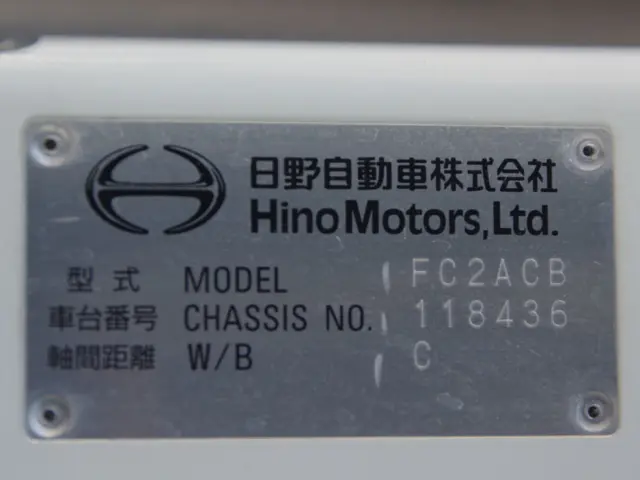 日野自動車株式会社
Hino Motors, Ltd.
型式 MODEL FC2ACB
車台番号 CHASSIS NO. 118436
軸間距離 W/B C